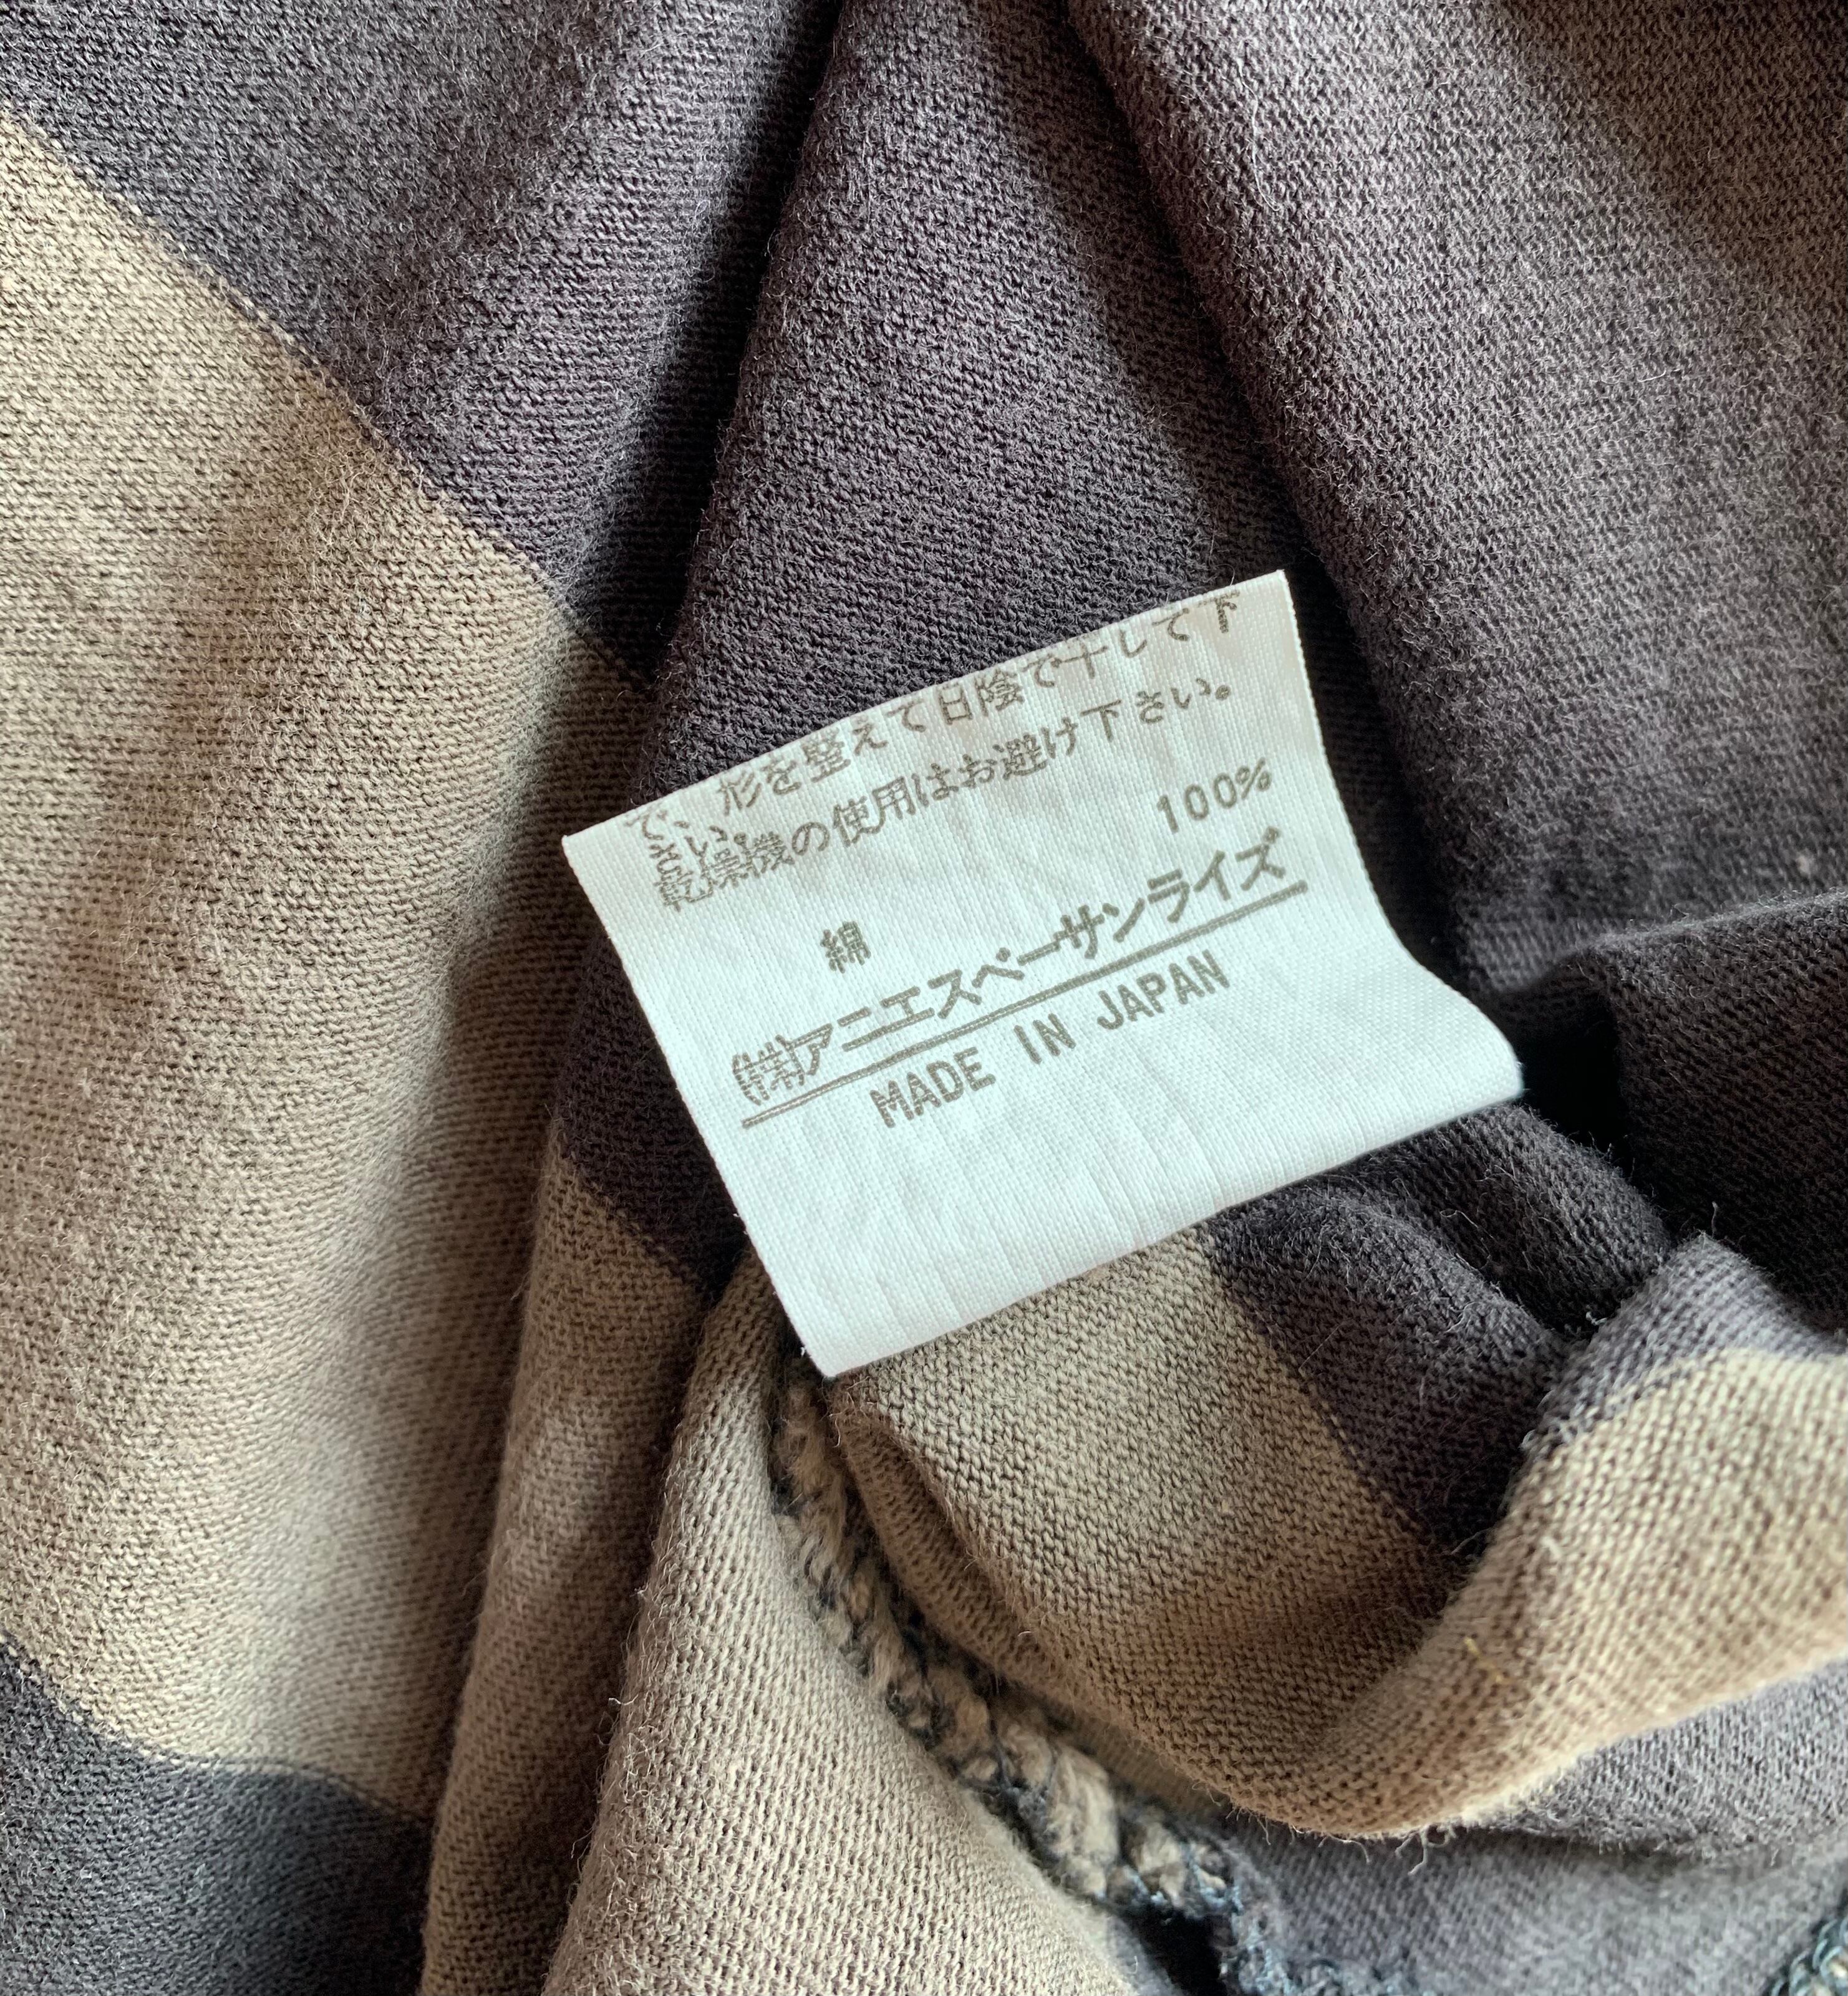 で、形を整えて日陰で干して下
さい。
乾燥機の使用はお避け下さい。
綿 100%
㈱アニエスベーサンライズ
MADE IN JAPAN